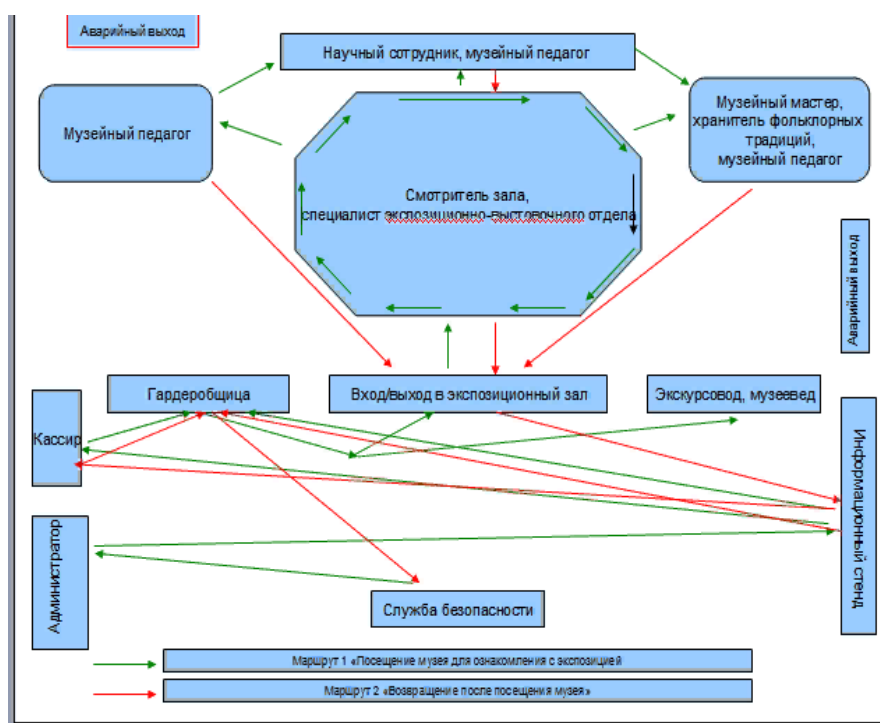 Аварийный выход
Научный сотрудник, музейный педагог
Музейный педагог
Музейный мастер,
хранитель фольклорных
традиций,
музейный педагог
Смотритель зала,
специалист экспозиционно-выстовочного отдела
Аварийный выход
Гардеробщица
Вход/выход в экспозиционный зал
Экскурсовод, музеевед
Кассир
Информационный стенд
Администратор
Служба безопасности
Маршрут 1 «Посещение музея для ознакомления с экспозицией
Маршрут 2 «Возвращение после посещения музея»